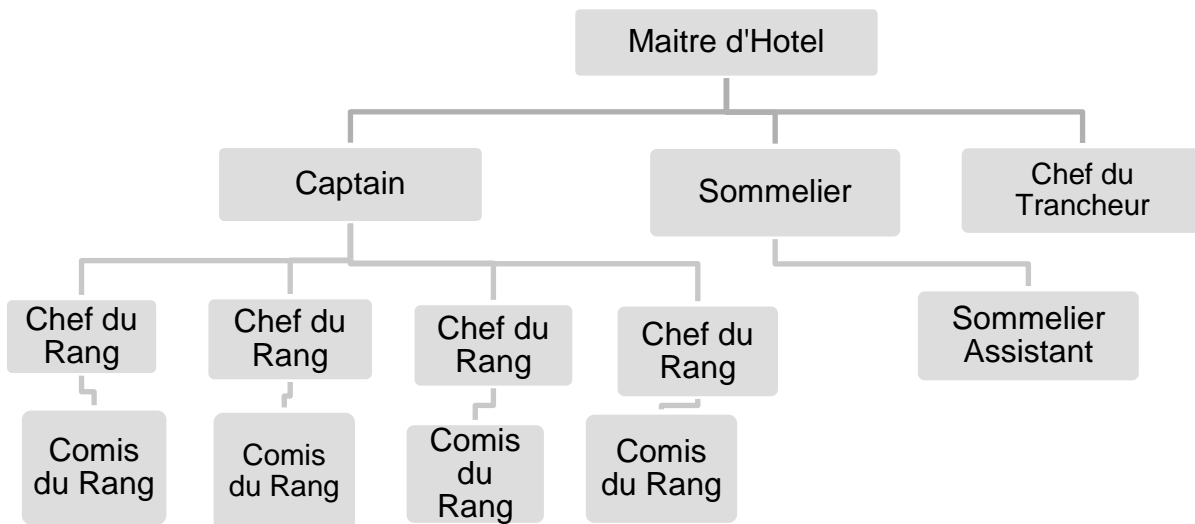 Maitre d'Hotel
Captain
Sommelier
Chef du
Trancheur
Chef du
Rang
Chef du
Rang
Chef du
Rang
Chef du
Rang
Sommelier
Assistant
Comis
du Rang
Comis
du Rang
Comis
du
Rang
Comis
du Rang